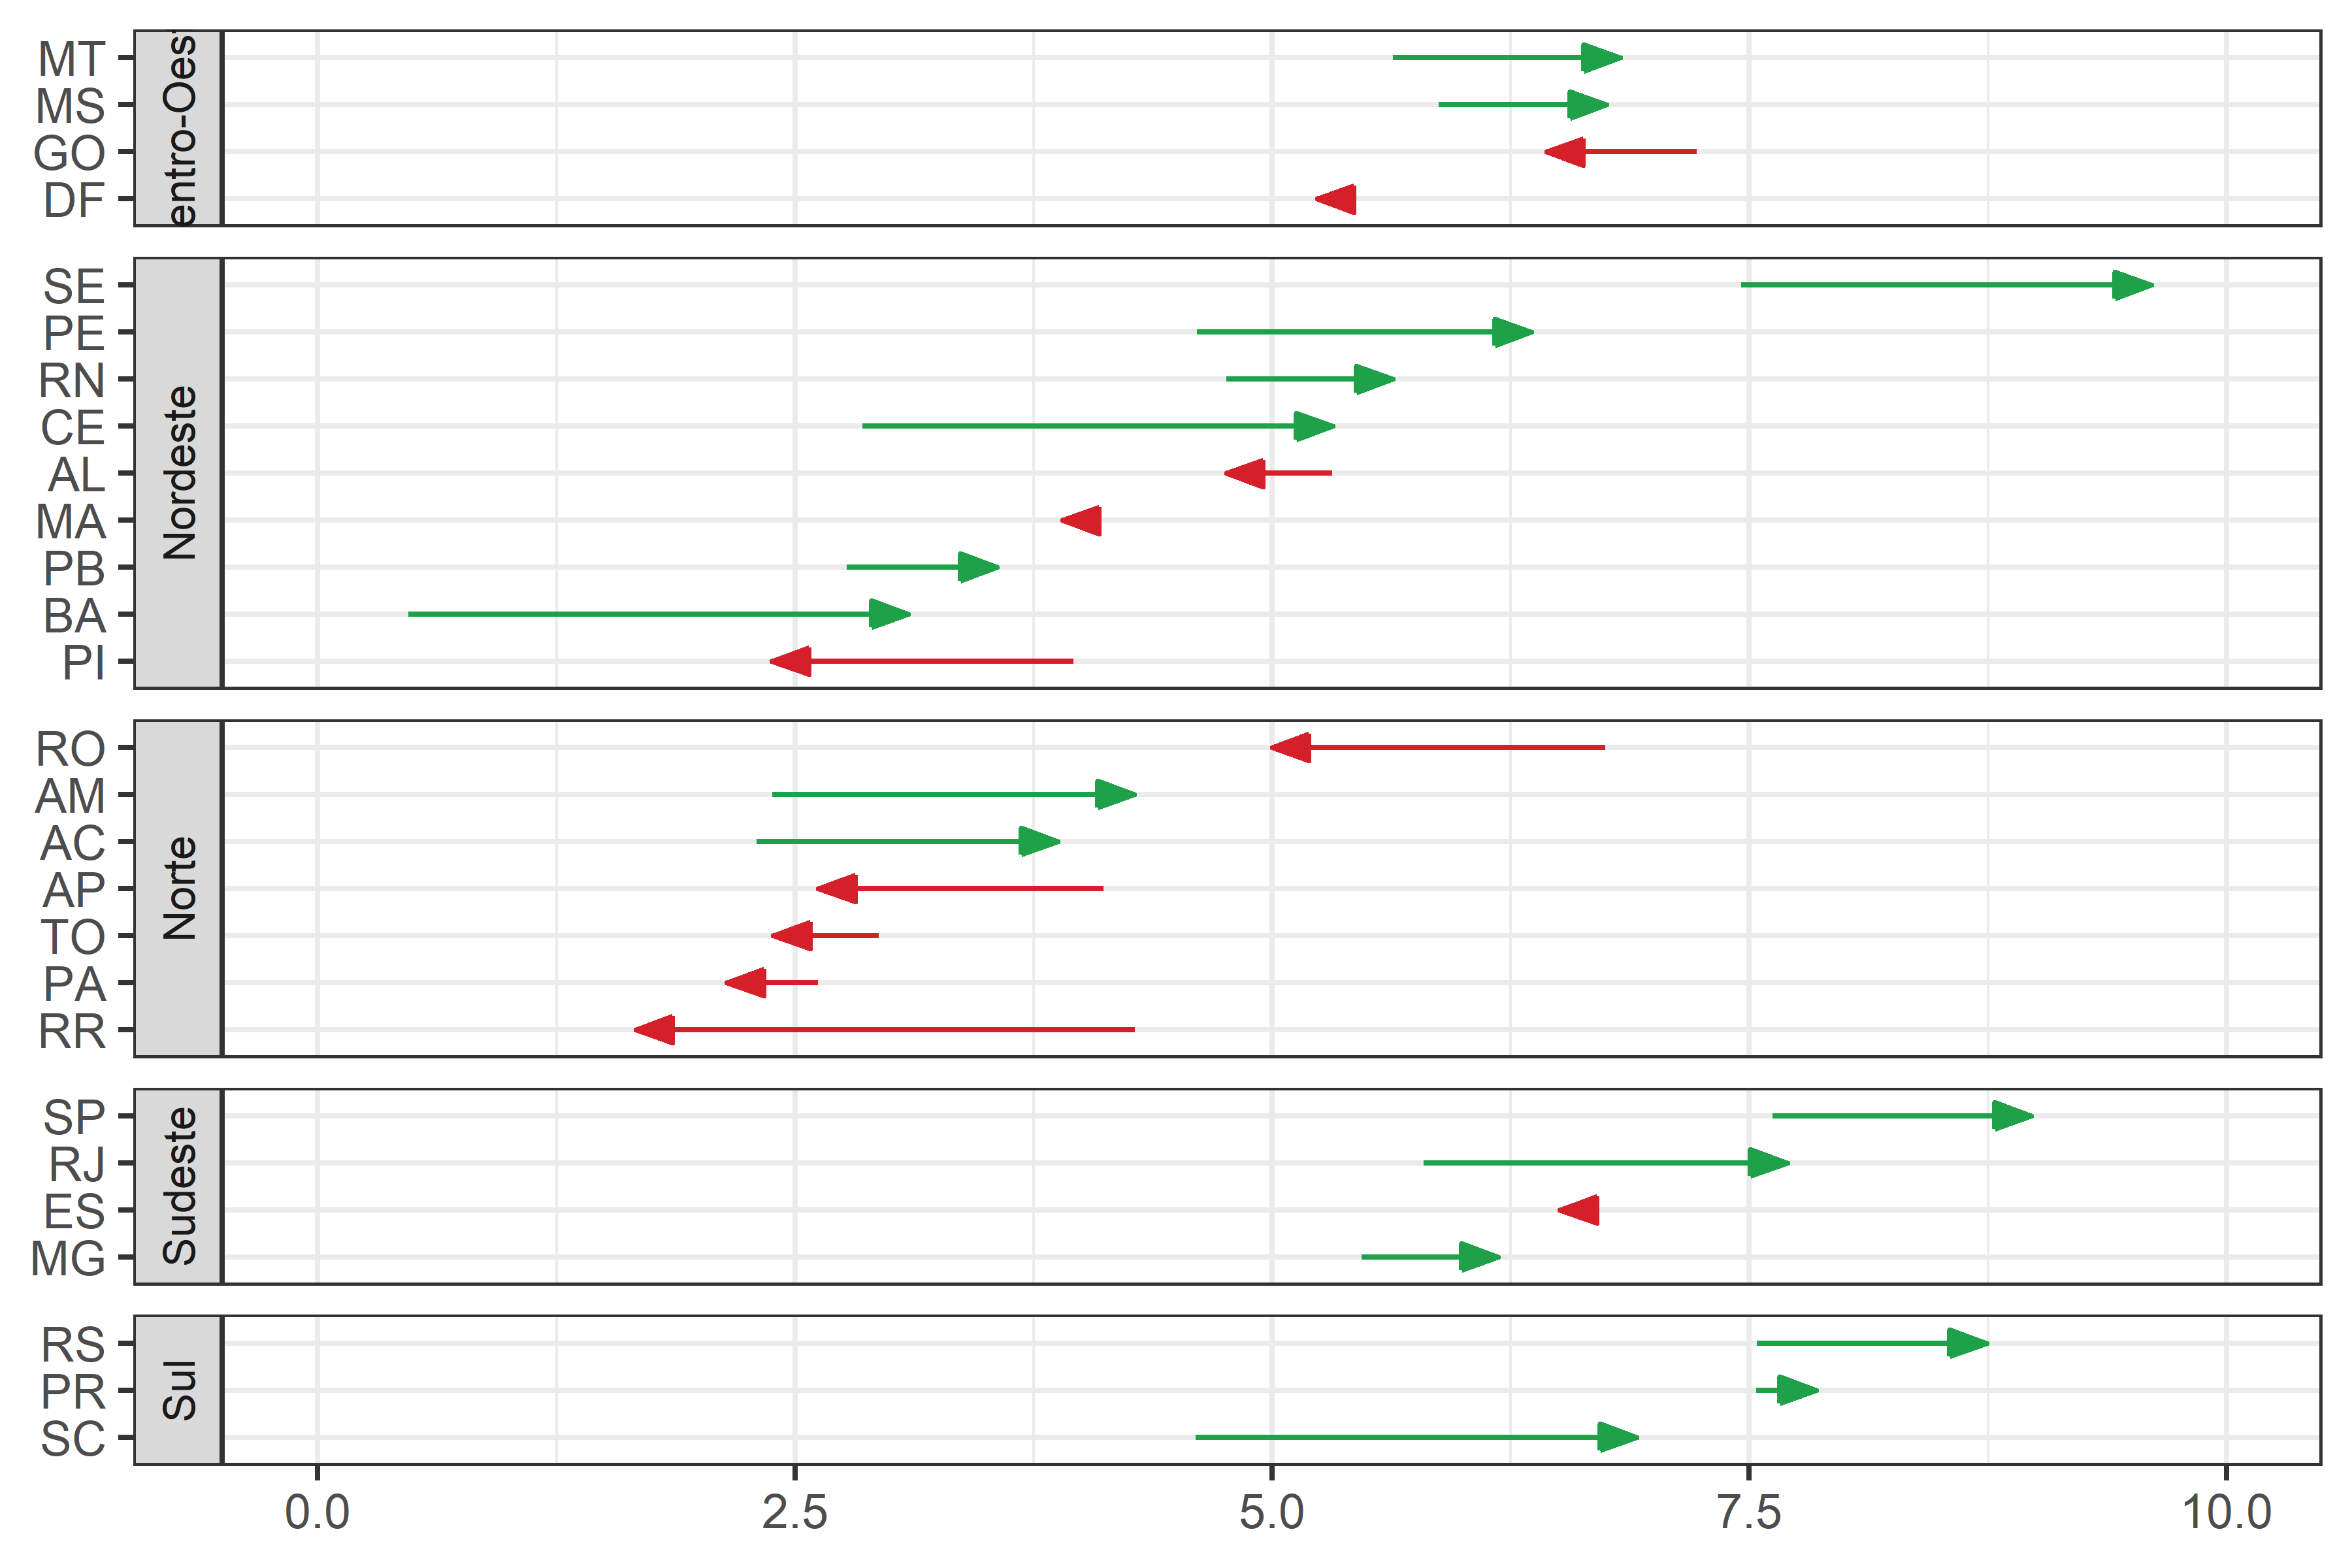 entro-Oes
MT
MS
GO
DF
Nordeste
SE
PE
RN
CE
AL
MA
PB
BA
PI
Norte
RO
AM
AC
AP
TO
PA
RR
Sudeste
SP
RJ
ES
MG
Sul
RS
PR
SC
0.0 2.5 5.0 7.5 10.0